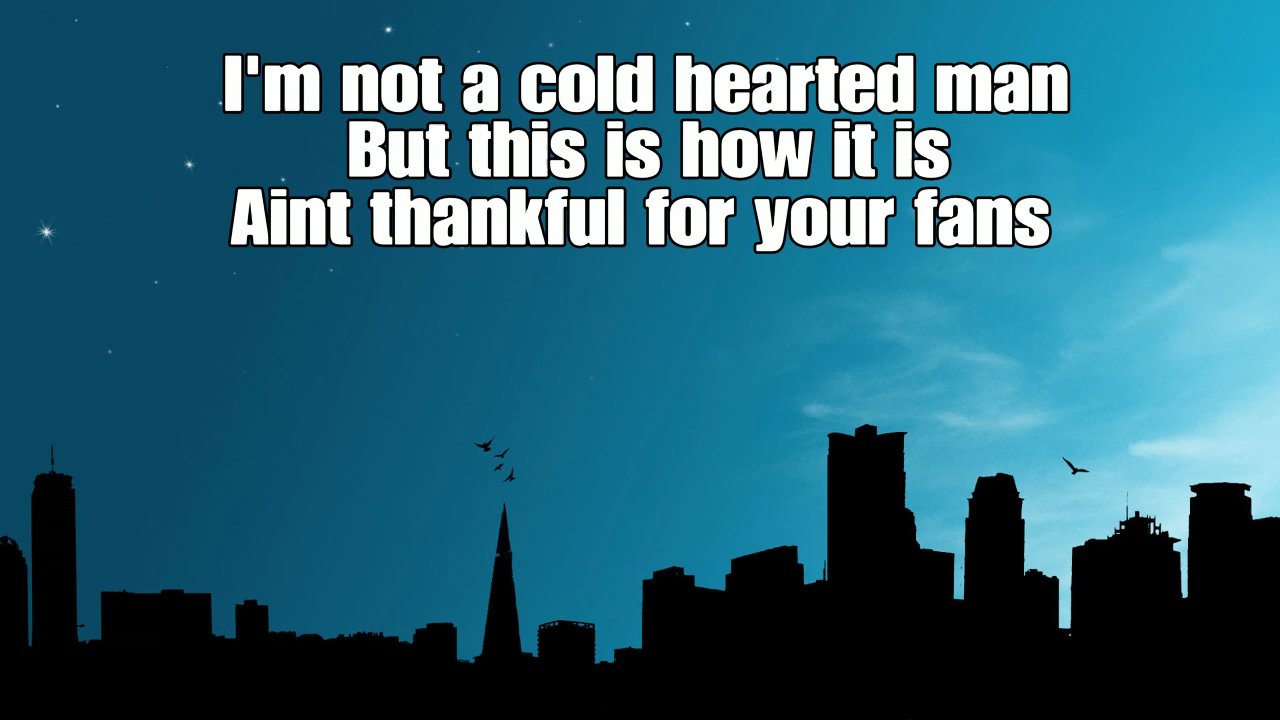 I'm not a cold hearted man
But this is how it is
Aint thankful for your fans